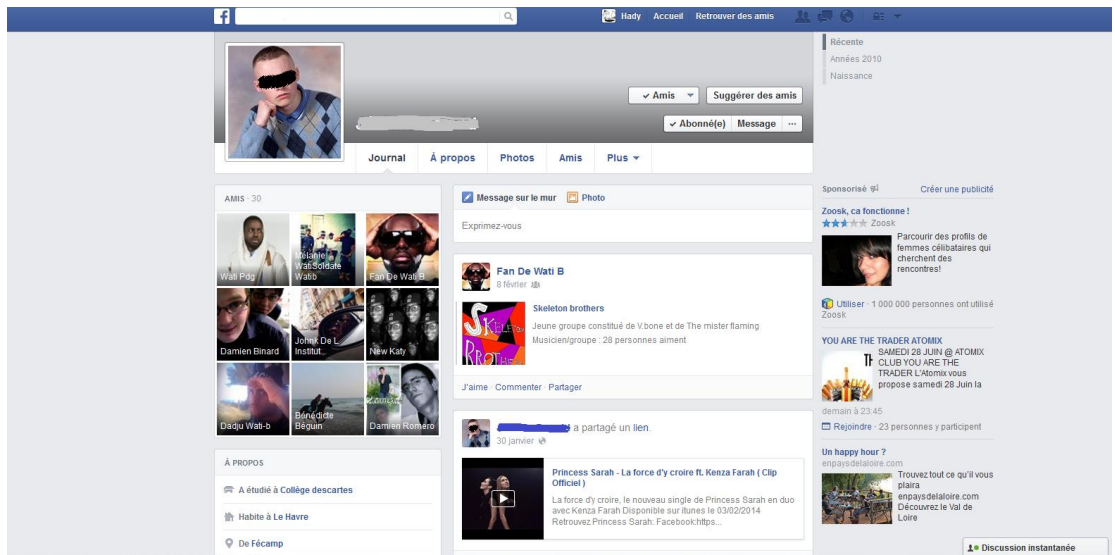 f
Hady Accueil Retrouver des amis
Récente
Années 2010
Naissance
Amis
Suggérer des amis
Abonné(e) Message ...
Journal À propos Photos Amis Plus
AMIS · 30
Wati Pdg
Mélanie
WatiSoldate
Watib
Fan De Wati B
Damien Binard
Johnk De L
Institut...
New Katy
Dadju Wati-b
Bénédicte
Béguin
Damien Romero
À PROPOS
A étudié à Collège descartes
Habite à Le Havre
De Fécamp
Message sur le mur Photo
Exprimez-vous
Fan De Wati B
8 février
SKELETON
BROTHERS
Skeleton brothers
Jeune groupe constitué de V.bone et de The mister flaming
Musicien/groupe : 28 personnes aiment
J'aime · Commenter · Partager
a partagé un lien.
30 janvier
Princess Sarah - La force d'y croire ft. Kenza Farah ( Clip
Officiel )
La force d'y croire, le nouveau single de Princess Sarah en duo
avec Kenza Farah Disponible sur itunes le 03/02/2014
Retrouvez Princess Sarah: Facebook:https...
Sponsorisé Créer une publicité
Zoosk, ca fonctionne !
Zoosk
Parcourir des profils de
femmes célibataires qui
cherchent des
rencontres!
Utiliser · 1 000 000 personnes ont utilisé
Zoosk
YOU ARE THE TRADER ATOMIX
SAMEDI 28 JUIN @ ATOMIX
CLUB YOU ARE THE
TRADER L'Atomix vous
propose samedi 28 Juin la
demain à 23:45
Rejoindre · 23 personnes y participent
Un happy hour ?
enpaysdelaloire.com
Trouvez tout ce qu'il vous
plaira
enpaysdelaloire.com
Découvrez le Val de
Loire
Discussion instantanée